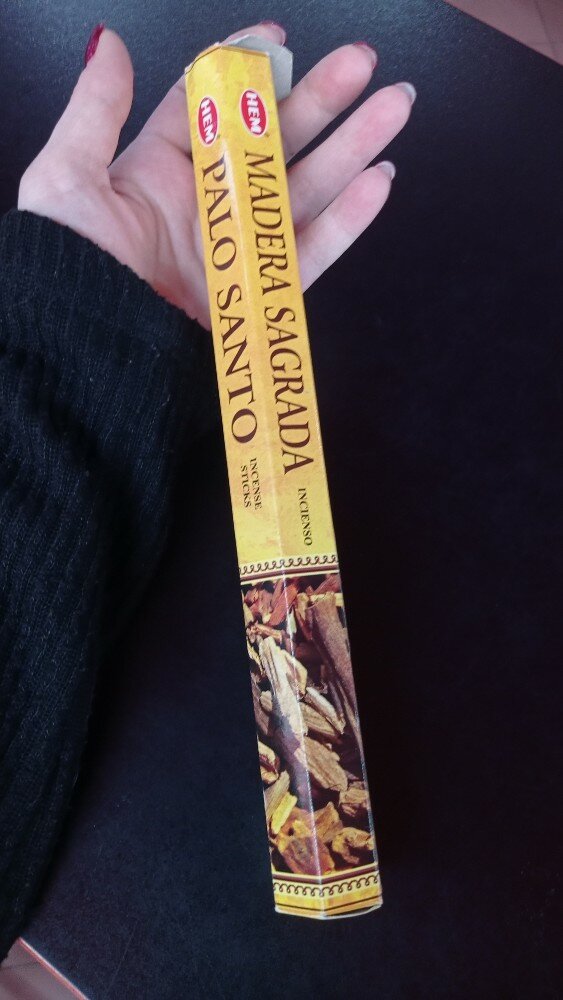 HEM
PALO SANTO
INCENSE
STICKS
HEM
MADERA SAGRADA
INCIENSO